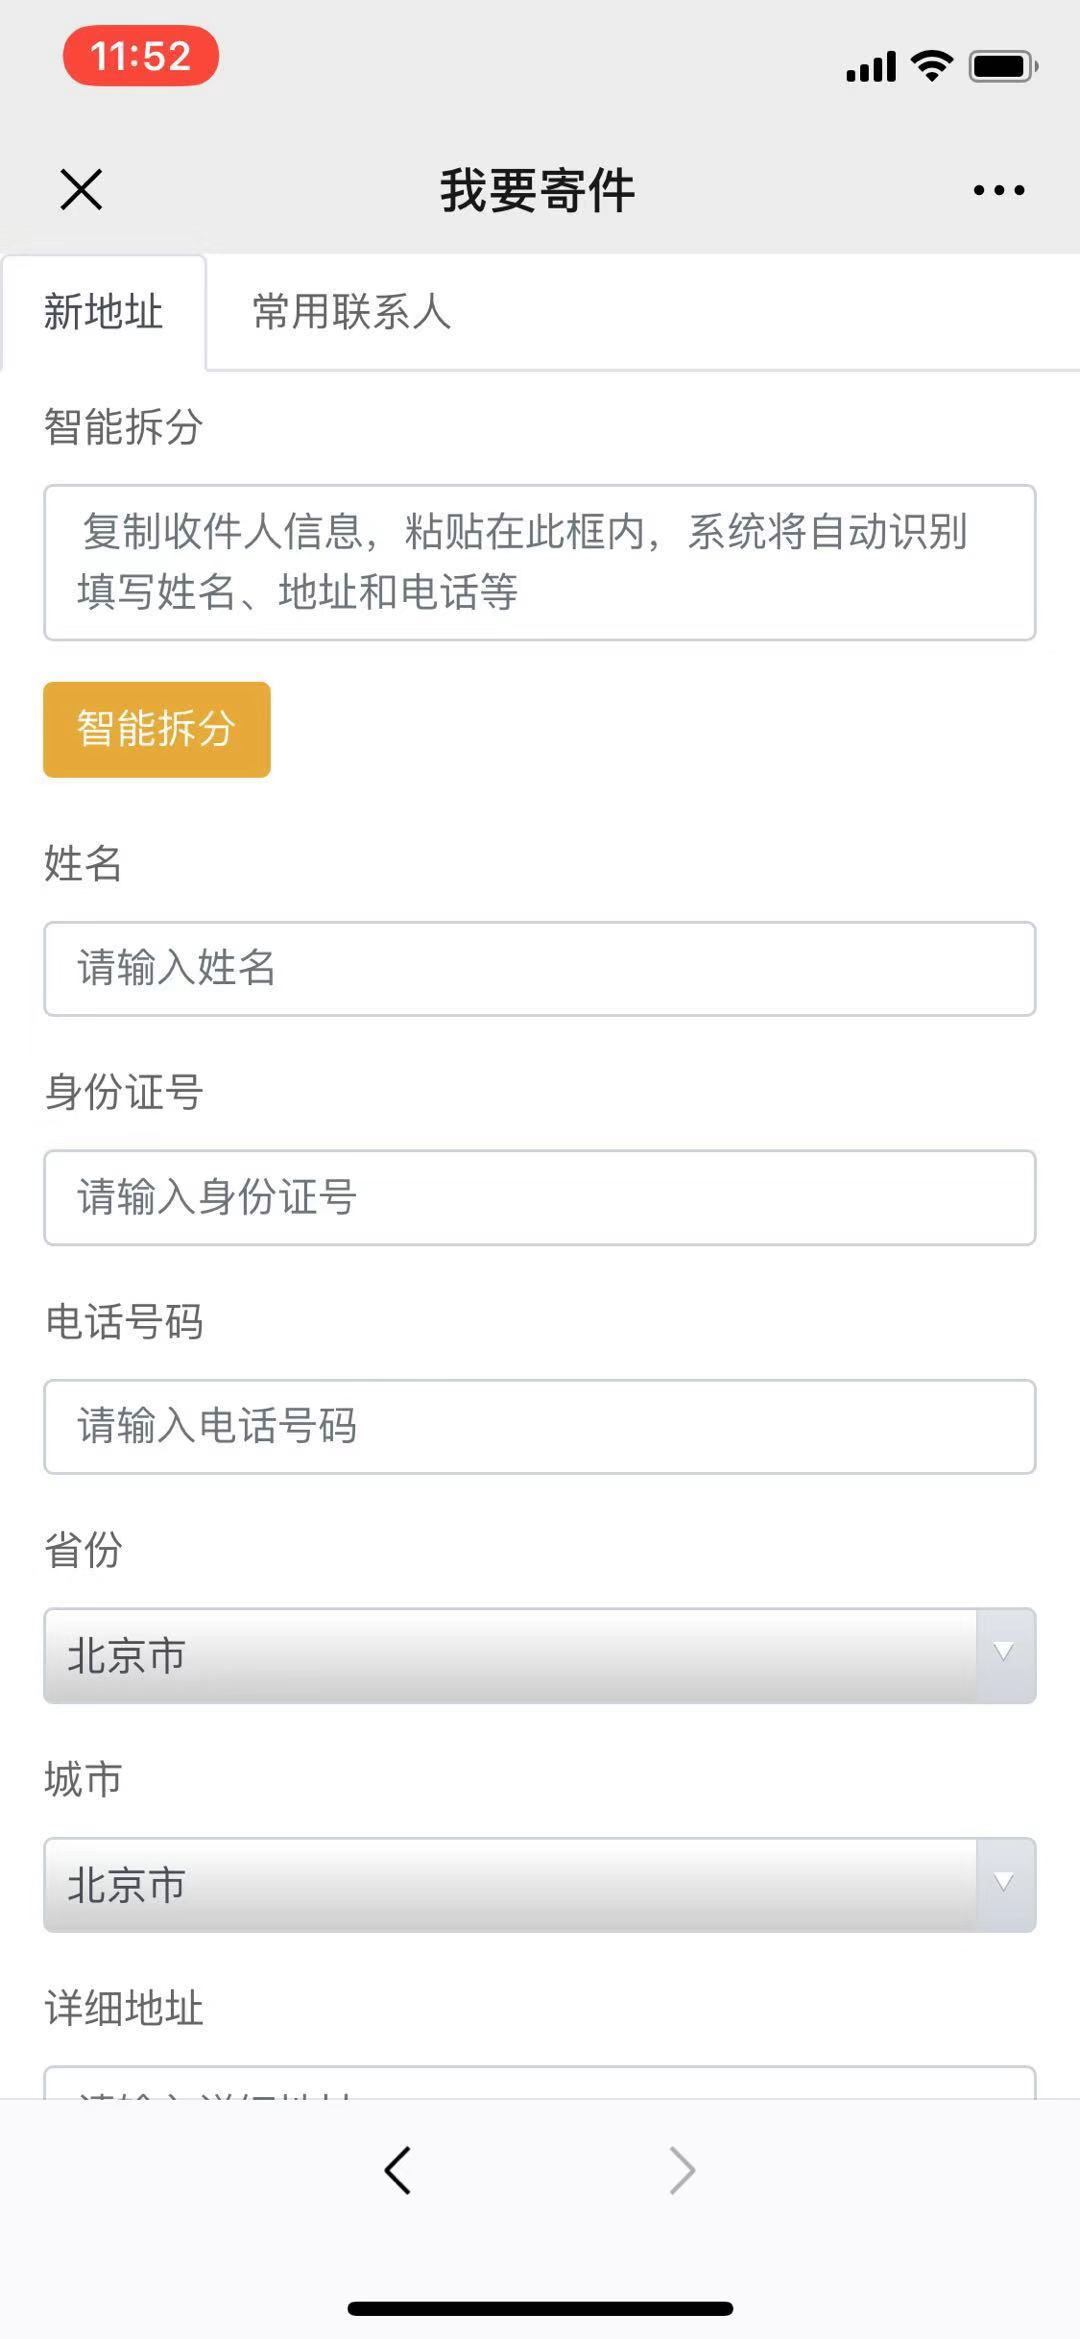 11:52
我要寄件
新地址
常用联系人
智能拆分
复制收件人信息，粘贴在此框内，系统将自动识别
填写姓名、地址和电话等
智能拆分
姓名
请输入姓名
身份证号
请输入身份证号
电话号码
请输入电话号码
省份
北京市
城市
北京市
详细地址